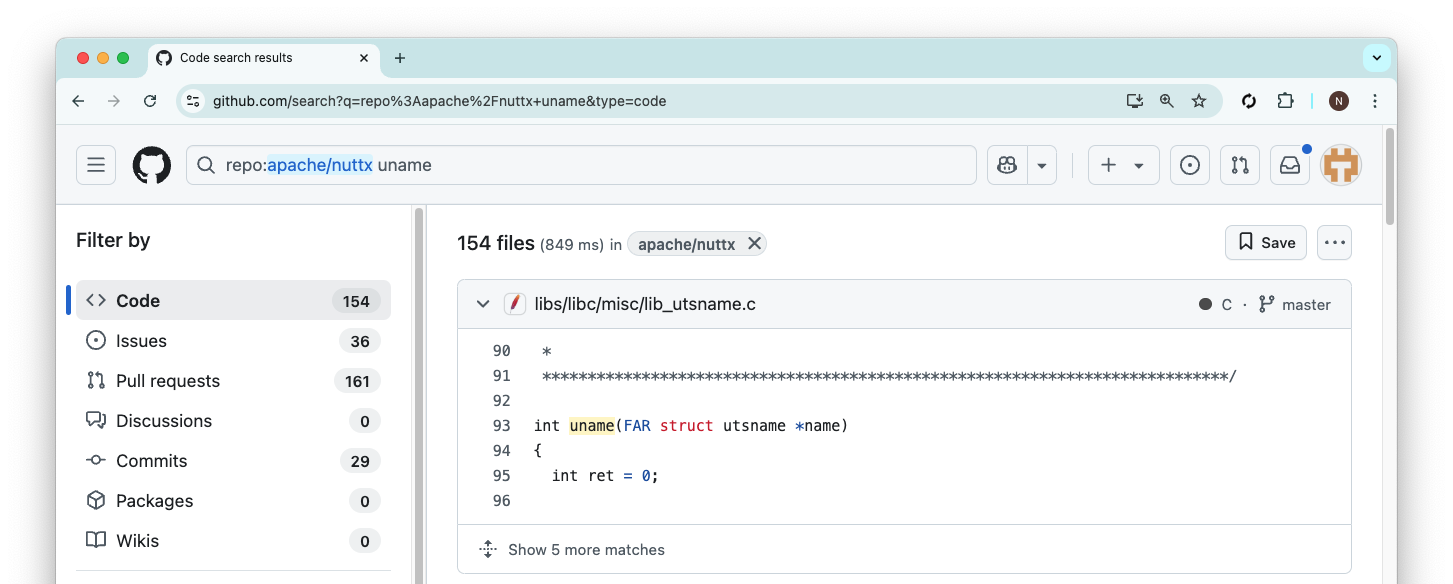 Code search results
github.com/search?q=repo%3Aapache%2Fnuttx+uname&type=code
N
repo:apache/nuttx uname
Filter by
Code 154
Issues 36
Pull requests 161
Discussions 0
Commits 29
Packages 0
Wikis 0
154 files (849 ms) in apache/nuttx
Save
libs/libc/misc/lib_utsname.c
C · master
90 *
91 ****************************************************************************/
92
93 int uname(FAR struct utsname *name)
94 {
95 int ret = 0;
96
Show 5 more matches